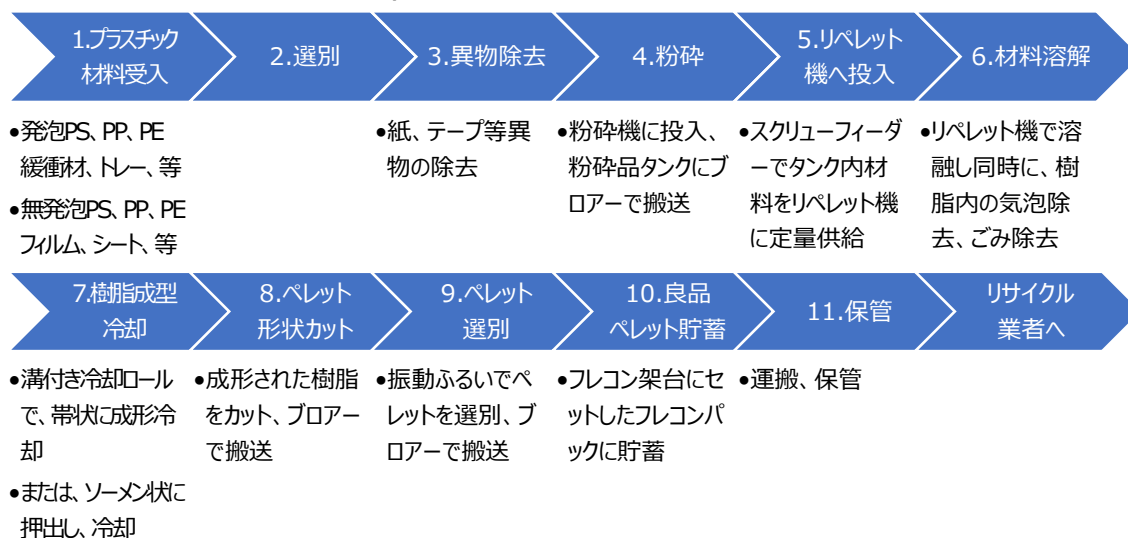 1.プラスチック
材料受入
2.選別
3.異物除去
4.粉砕
5.リペレット
機へ投入
6.材料溶解
•発泡PS、PP、PE
緩衝材、トレー、等
•無発泡PS、PP、PE
フィルム、シート、等
•紙、テープ等異
物の除去
•粉砕機に投入、
粉砕品タンクにブ
ロアーで搬送
•スクリューフィーダ
ーでタンク内材
料をリペレット機
に定量供給
•リペレット機で溶
融し同時に、樹
脂内の気泡除
去、ごみ除去
7.樹脂成型
冷却
8.ペレット
形状カット
9.ペレット
選別
10.良品
ペレット貯蓄
11.保管
リサイクル
業者へ
•溝付き冷却ロール
で、帯状に成形冷
却
•または、ソーメン状に
押出し、冷却
•成形された樹脂
をカット、ブロアー
で搬送
•振動ふるいでペ
レットを選別、ブ
ロアーで搬送
•フレコン架台にセ
ットしたフレコンパ
ックに貯蓄
•運搬、保管